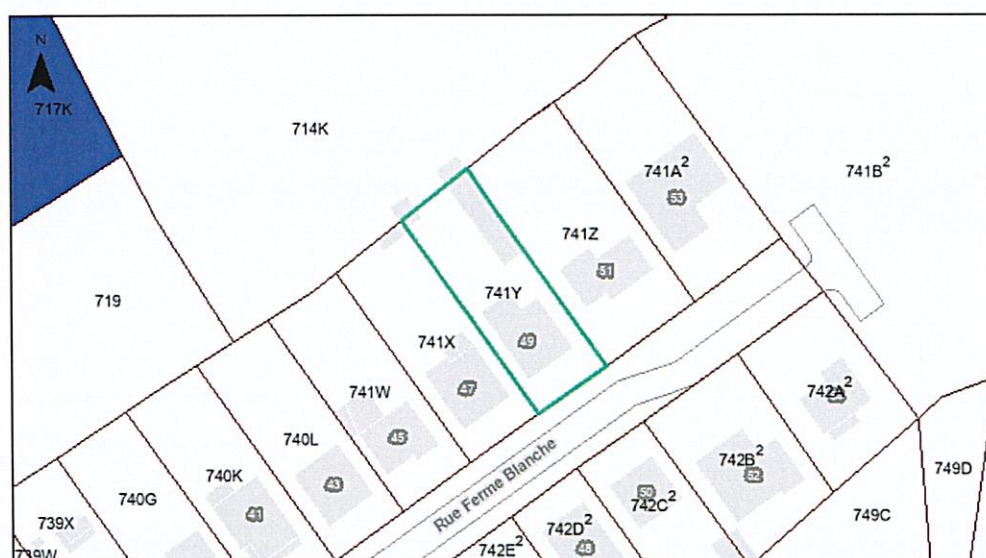 N
717K
714K
741A²
53
741B²
741Z
51
719
741Y
49
741X
47
742A²
741W
45
740L
43
Rue Ferme Blanche
742B²
52
749D
740K
41
50
742C²
740G
749C
739X
742D²
48
742E²
739W